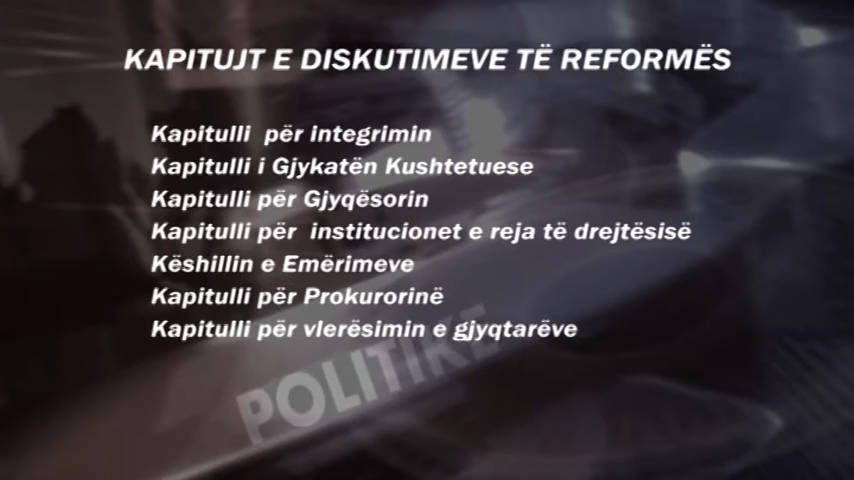 KAPITUJT E DISKUTIMEVE TË REFORMËS
Kapitulli për integrimin
Kapitulli i Gjykatën Kushtetuese
Kapitulli për Gjyqësorin
Kapitulli për institucionet e reja të drejtësisë
Këshillin e Emërimeve
Kapitulli për Prokurorinë
Kapitulli për vlerësimin e gjyqtarëve
POLITIKË